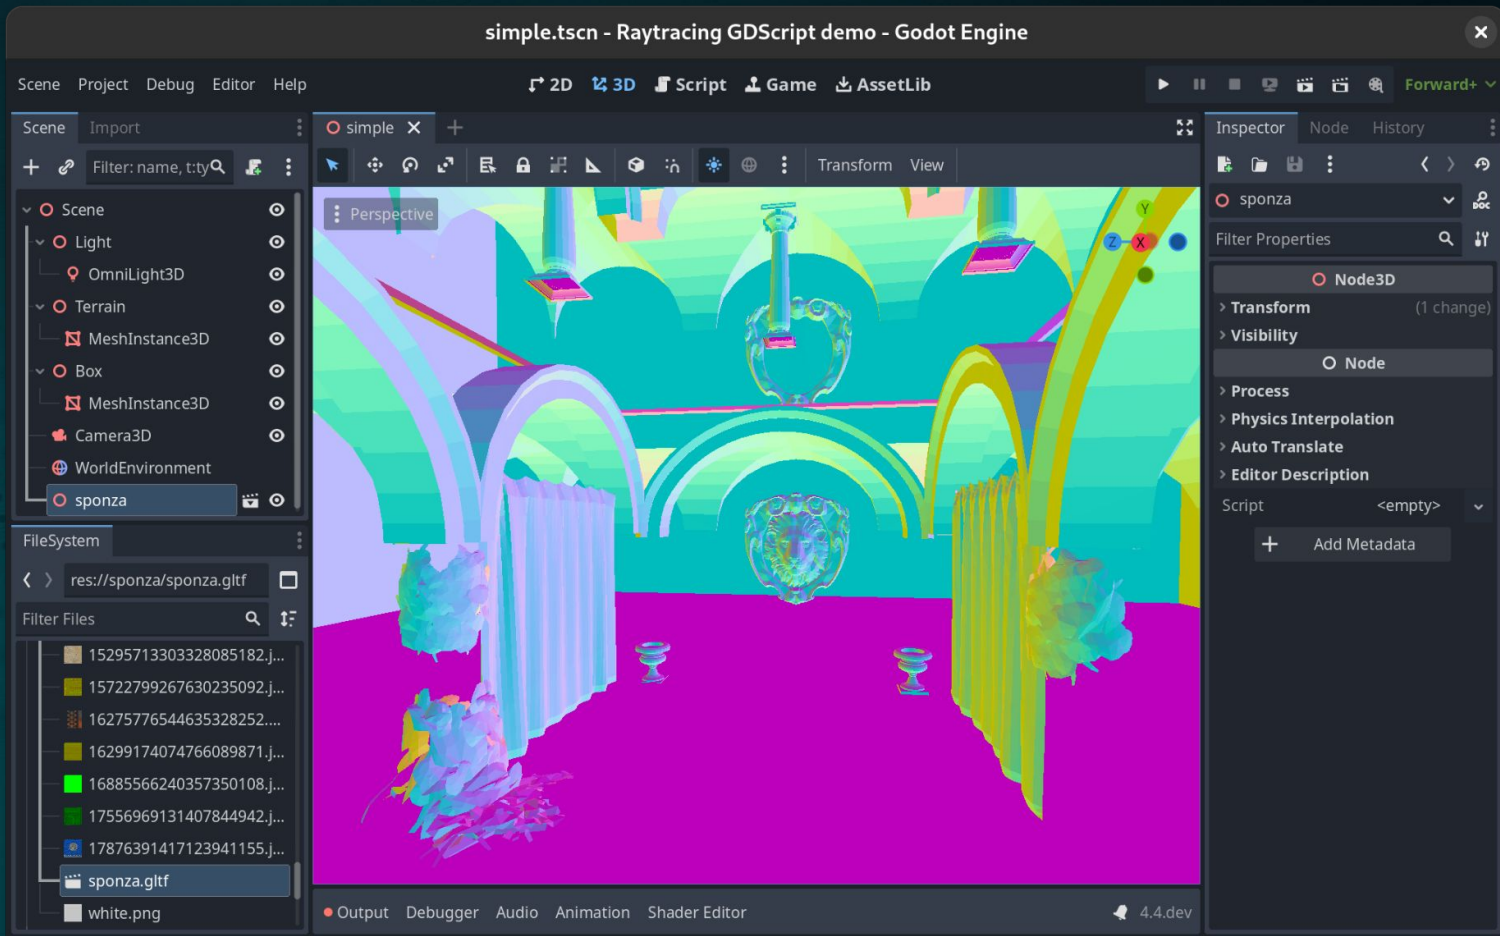 simple.tscn - Raytracing GDScript demo - Godot Engine
Scene Project Debug Editor Help
2D 3D Script Game AssetLib
Forward+
Scene Import
Filter: name, t:ty
Scene
Light
OmniLight3D
Terrain
MeshInstance3D
Box
MeshInstance3D
Camera3D
WorldEnvironment
sponza
FileSystem
res://sponza/sponza.gltf
Filter Files
15295713303328085182.j...
15722799267630235092.j...
16275776544635328252....
16299174074766089871.j...
16885566240357350108.j...
17556969131407844942.j...
17876391417123941155.j...
sponza.gltf
white.png
simple
Transform View
Perspective
Y
Z X
Output Debugger Audio Animation Shader Editor
4.4.dev
Inspector Node History
sponza
DOC
Filter Properties
Node3D
Transform (1 change)
Visibility
Node
Process
Physics Interpolation
Auto Translate
Editor Description
Script <empty>
Add Metadata